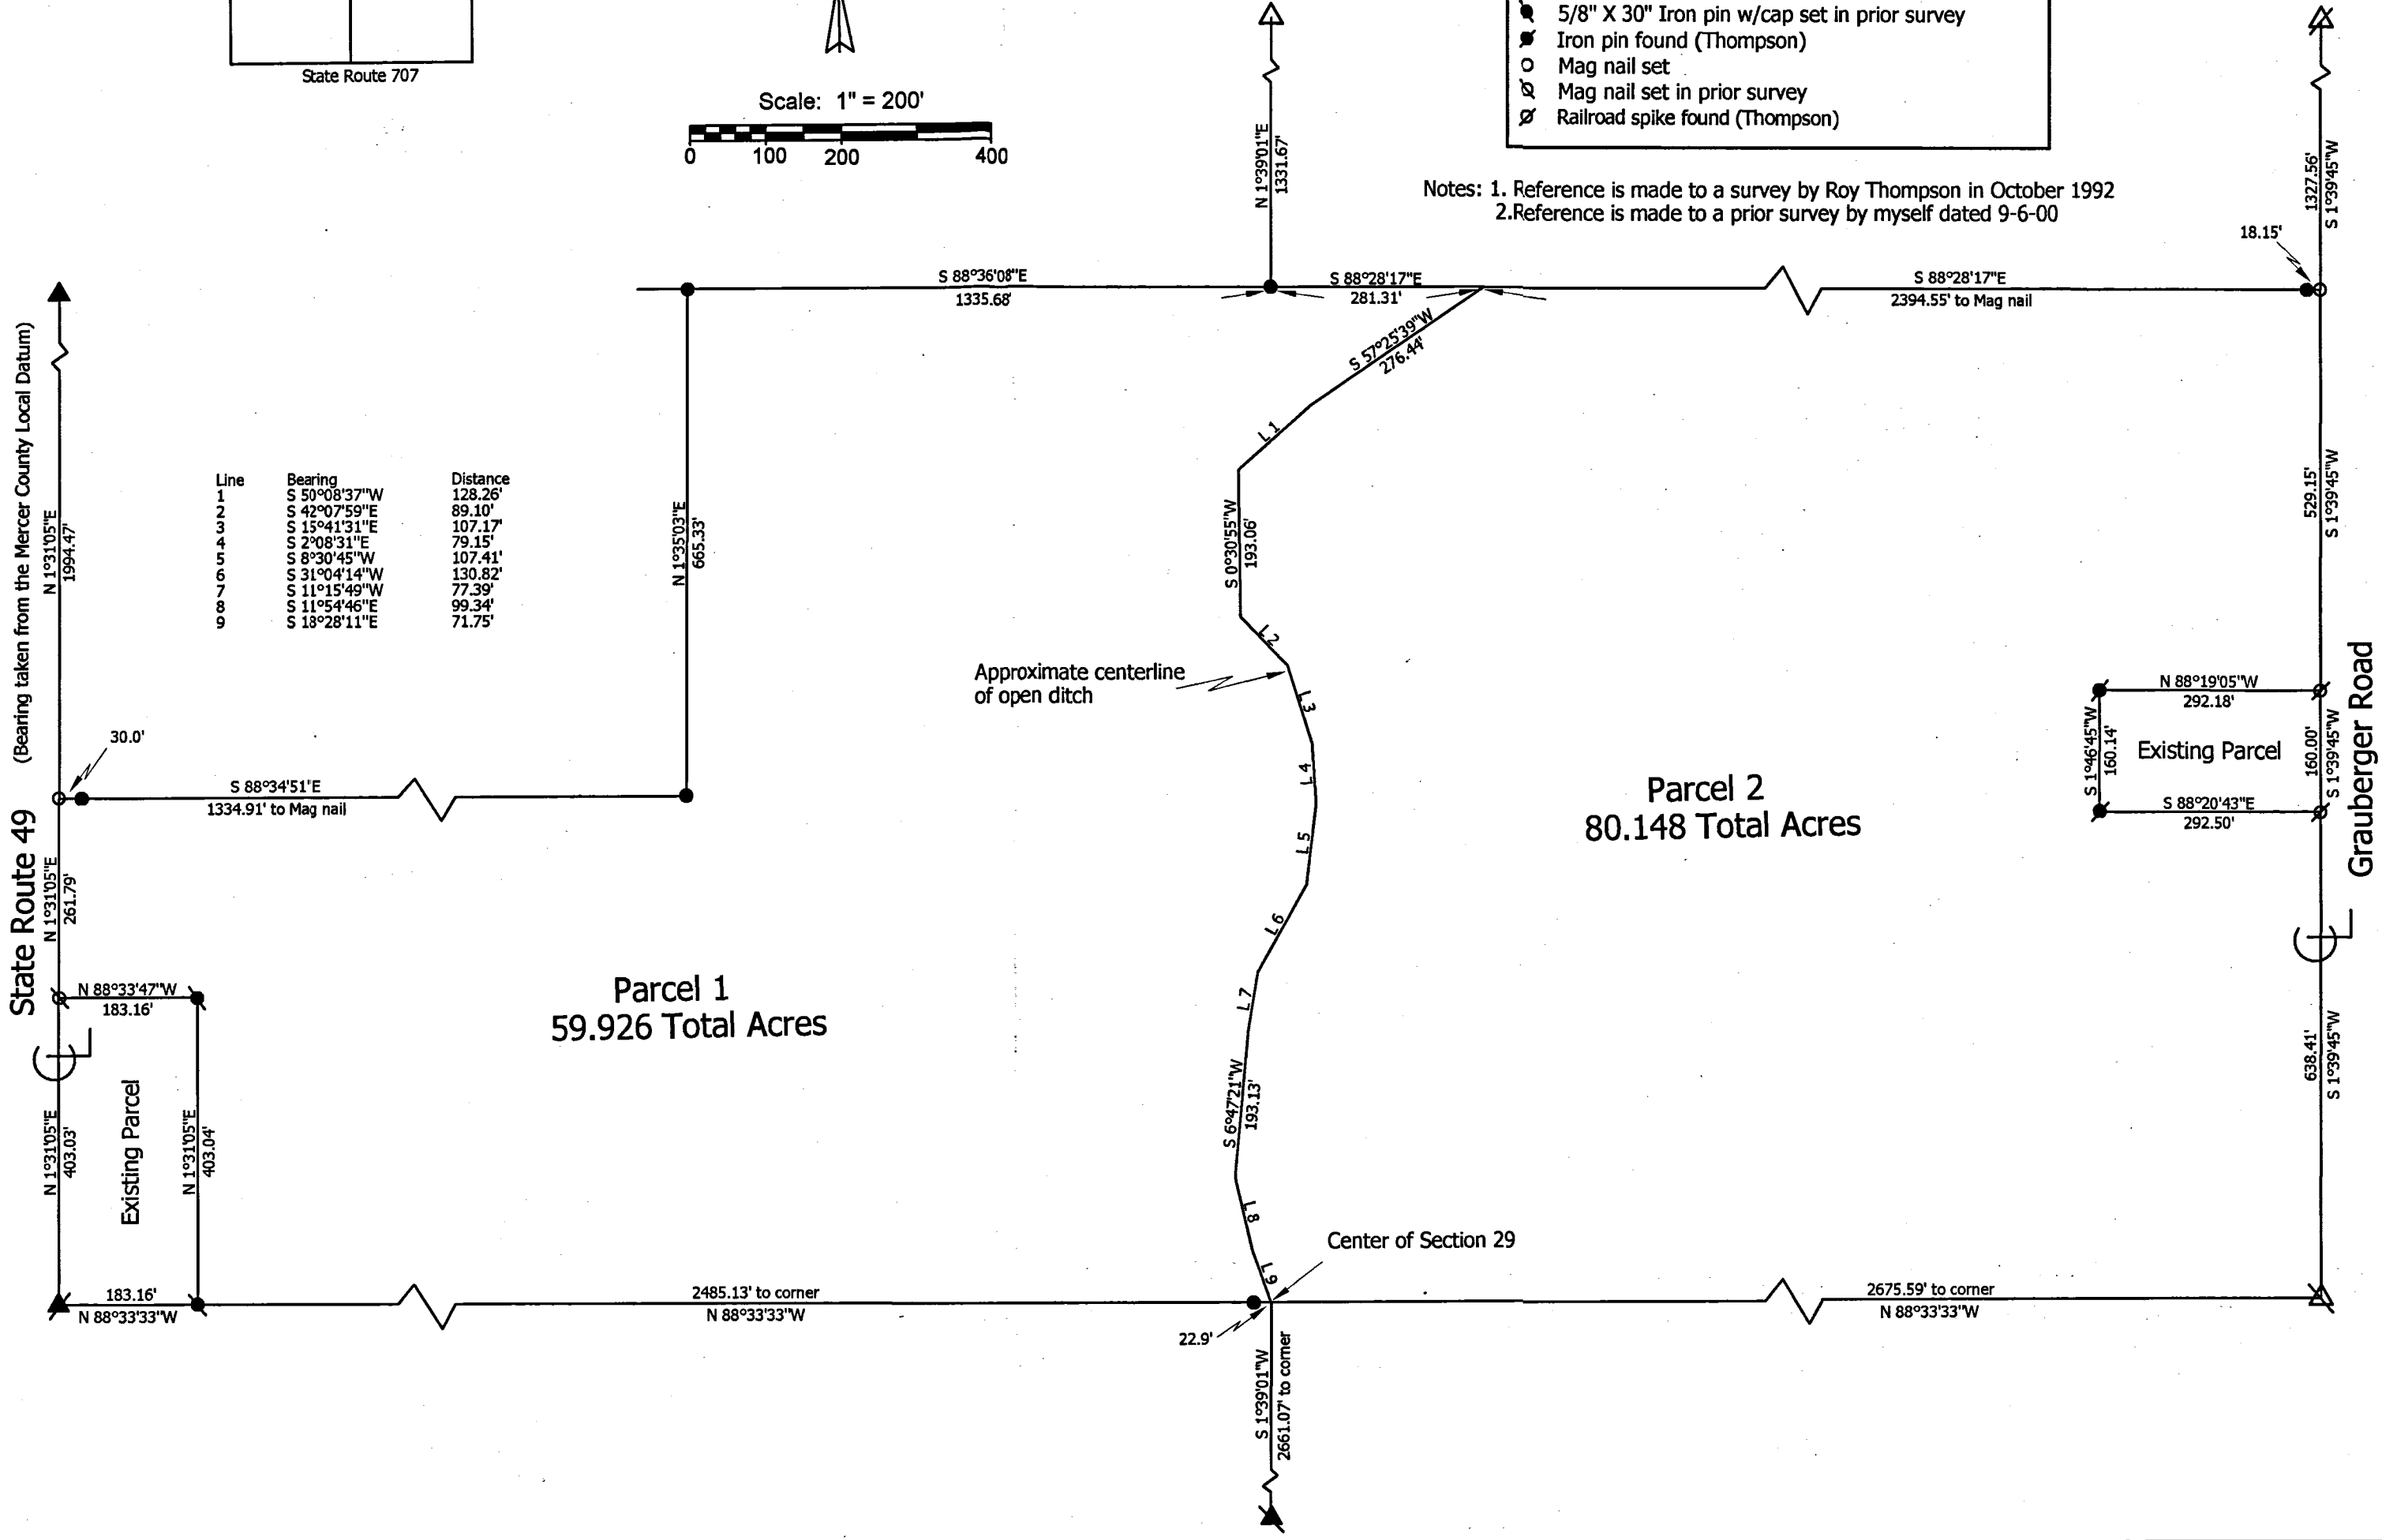 State Route 707
Scale: 1" = 200'
0 100 200 400
5/8" X 30" Iron pin w/cap set in prior survey
Iron pin found (Thompson)
Mag nail set
Mag nail set in prior survey
Railroad spike found (Thompson)
Notes: 1. Reference is made to a survey by Roy Thompson in October 1992
2.Reference is made to a prior survey by myself dated 9-6-00
N 1°39'01"E
1331.67'
1327.56'
S 1°39'45"W
18.15'
S 88°36'08"E
1335.68'
S 88°28'17"E
281.31'
S 88°28'17"E
2394.55' to Mag nail
S 57°25'39"W
276.44'
(Bearing taken from the Mercer County Local Datum)
N 1°31'05"E
1994.47'
Line Bearing Distance
1 S 50°08'37"W 128.26'
2 S 42°07'59"E 89.10'
3 S 15°41'31"E 107.17'
4 S 2°08'31"E 79.15'
5 S 8°30'45"W 107.41'
6 S 31°04'14"W 130.82'
7 S 11°15'49"W 77.39'
8 S 11°54'46"E 99.34'
9 S 18°28'11"E 71.75'
N 1°35'03"E
665.33'
L 1
S 0°30'55"W
193.06'
L 2
Approximate centerline
of open ditch
L 3
L 4
L 5
L 6
L 7
S 6°47'21"W
193.13'
L 8
L 9
529.15'
S 1°39'45"W
N 88°19'05"W
292.18'
S 1°46'45"W
160.14'
Existing Parcel
160.00'
S 1°39'45"W
S 88°20'43"E
292.50'
Grauberger Road
Parcel 2
80.148 Total Acres
638.41'
S 1°39'45"W
30.0'
S 88°34'51"E
1334.91' to Mag nail
State Route 49
N 1°31'05"E
261.79'
N 88°33'47"W
183.16'
Parcel 1
59.926 Total Acres
N 1°31'05"E
403.03'
Existing Parcel
N 1°31'05"E
403.04'
Center of Section 29
183.16'
N 88°33'33"W
2485.13' to corner
N 88°33'33"W
22.9'
2675.59' to corner
N 88°33'33"W
S 1°39'01"W
2661.07' to corner